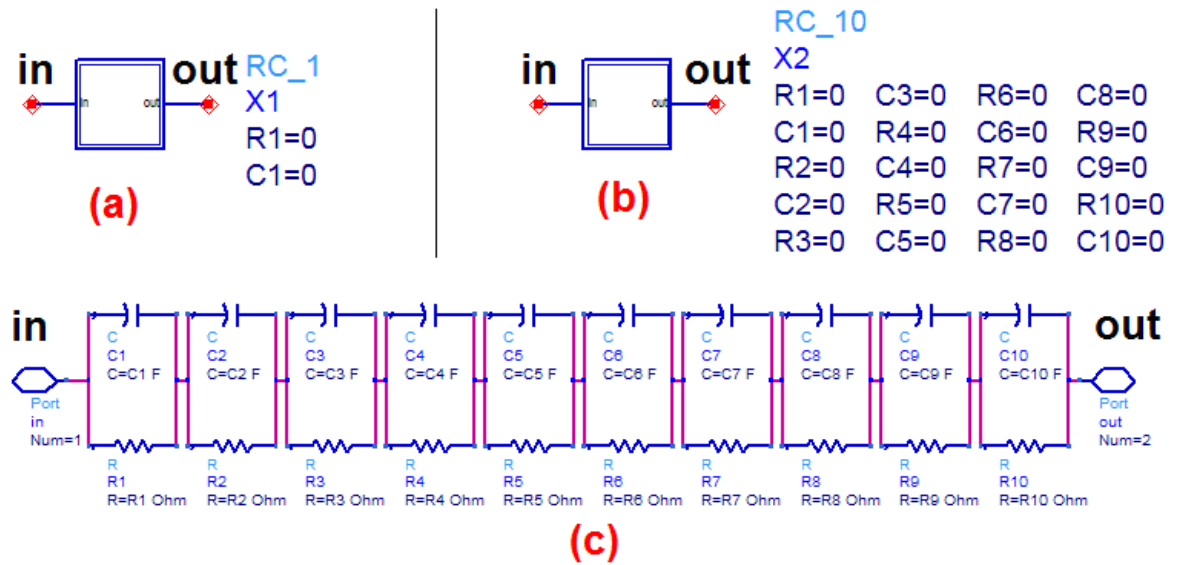 in out RC_1
X1
in out
R1=0
C1=0
(a)
RC_10
X2
in out
in out
R1=0 C3=0 R6=0 C8=0
C1=0 R4=0 C6=0 R9=0
R2=0 C4=0 R7=0 C9=0
C2=0 R5=0 C7=0 R10=0
R3=0 C5=0 R8=0 C10=0
(b)
in out
C C C C C C C C C C
C1 C2 C3 C4 C5 C6 C7 C8 C9 C10
C=C1 F C=C2 F C=C3 F C=C4 F C=C5 F C=C6 F C=C7 F C=C8 F C=C9 F C=C10 F
Port Port
in out
Num=1 Num=2
R R R R R R R R R R
R1 R2 R3 R4 R5 R6 R7 R8 R9 R10
R=R1 Ohm R=R2 Ohm R=R3 Ohm R=R4 Ohm R=R5 Ohm R=R6 Ohm R=R7 Ohm R=R8 Ohm R=R9 Ohm R=R10 Ohm
(c)